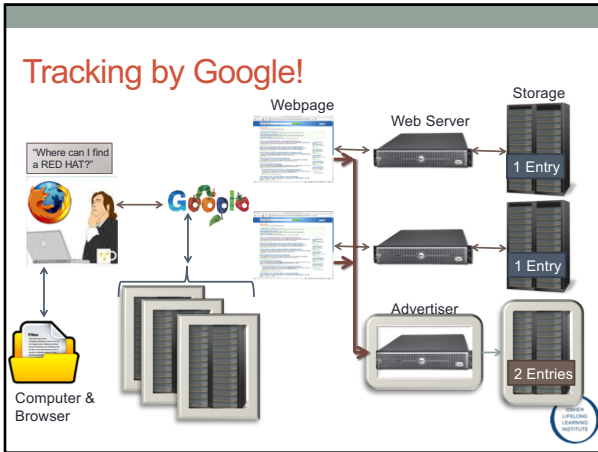 Tracking by Google!
Webpage
Web Server
Storage
"Where can I find
a RED HAT?"
Google
1 Entry
1 Entry
Advertiser
2 Entries
Files
Computer &
Browser
OSHER
LIFELONG
LEARNING
INSTITUTE